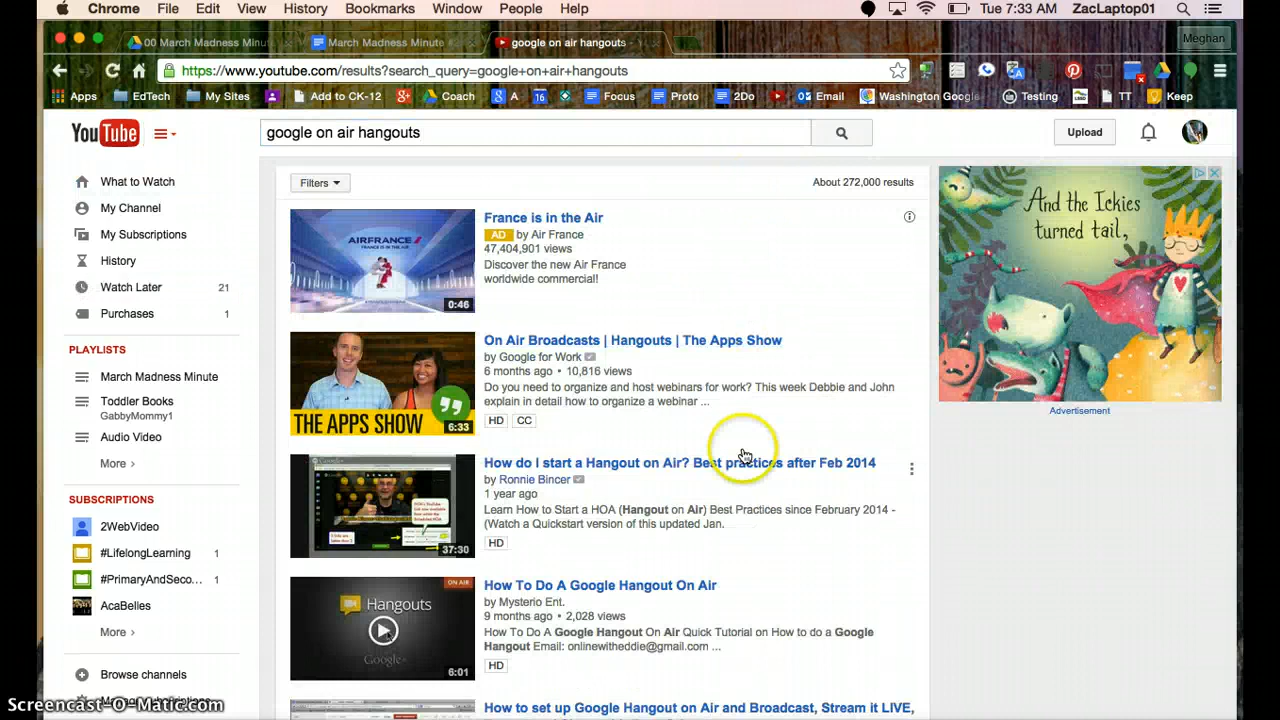 Chrome File Edit View History Bookmarks Window People Help Tue 7:33 AM ZacLaptop01
00 March Madness Minut March Madness Minute google on air hangouts Meghan
https://www.youtube.com/results?search_query=google+on+air+hangouts
Apps EdTech My Sites Add to CK-12 Coach A 16 Focus Proto 2Do Email Washington Googl Testing TT Keep
YouTube google on air hangouts Upload
Filters About 272,000 results
What to Watch
My Channel
My Subscriptions
History
Watch Later 21
Purchases 1
PLAYLISTS
March Madness Minute
Toddler Books
GabbyMommy1
Audio Video
More >
SUBSCRIPTIONS
2WebVideo
#LifelongLearning 1
#PrimaryAndSeco... 1
AcaBelles
More >
Browse channels
AIRFRANCE
FRANCE IS IN THE AIR
0:46
France is in the Air
AD by Air France
47,404,901 views
Discover the new Air France
worldwide commercial!!
THE APPS SHOW
6:33
On Air Broadcasts | Hangouts | The Apps Show
by Google for Work
6 months ago • 10,816 views
Do you need to organize and host webinars for work? This week Debbie and John
explain in detail how to organize a webinar ...
HD CC
37:30
How do I start a Hangout on Air? Best practices after Feb 2014
by Ronnie Bincer
1 year ago
Learn How to Start a HOA (Hangout on Air) Best Practices since February 2014 -
(Watch a Quickstart version of this updated Jan.
HD
ON AIR
Hangouts
Google
6:01
How To Do A Google Hangout On Air
by Mysterio Ent.
9 months ago • 2,028 views
How To Do A Google Hangout On Air Quick Tutorial on How to do a Google
Hangout Email: onlinewitheddie@gmail.com ...
HD
How to set up Google Hangout on Air and Broadcast, Stream it LIVE,
And the Ickies
turned tail,
Advertisement
Screencast-O-Matic.com